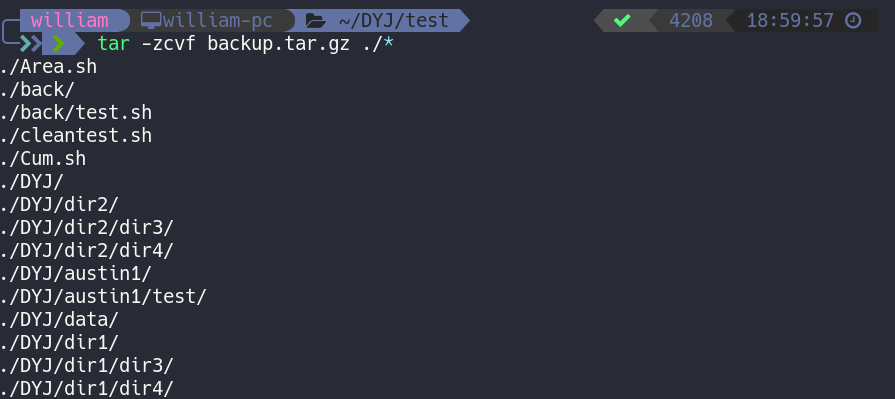 william william-pc ~/DYJ/test 4208 18:59:57
tar -zcvf backup.tar.gz ./*
./Area.sh
./back/
./back/test.sh
./cleantest.sh
./Cum.sh
./DYJ/
./DYJ/dir2/
./DYJ/dir2/dir3/
./DYJ/dir2/dir4/
./DYJ/austin1/
./DYJ/austin1/test/
./DYJ/data/
./DYJ/dir1/
./DYJ/dir1/dir3/
./DYJ/dir1/dir4/